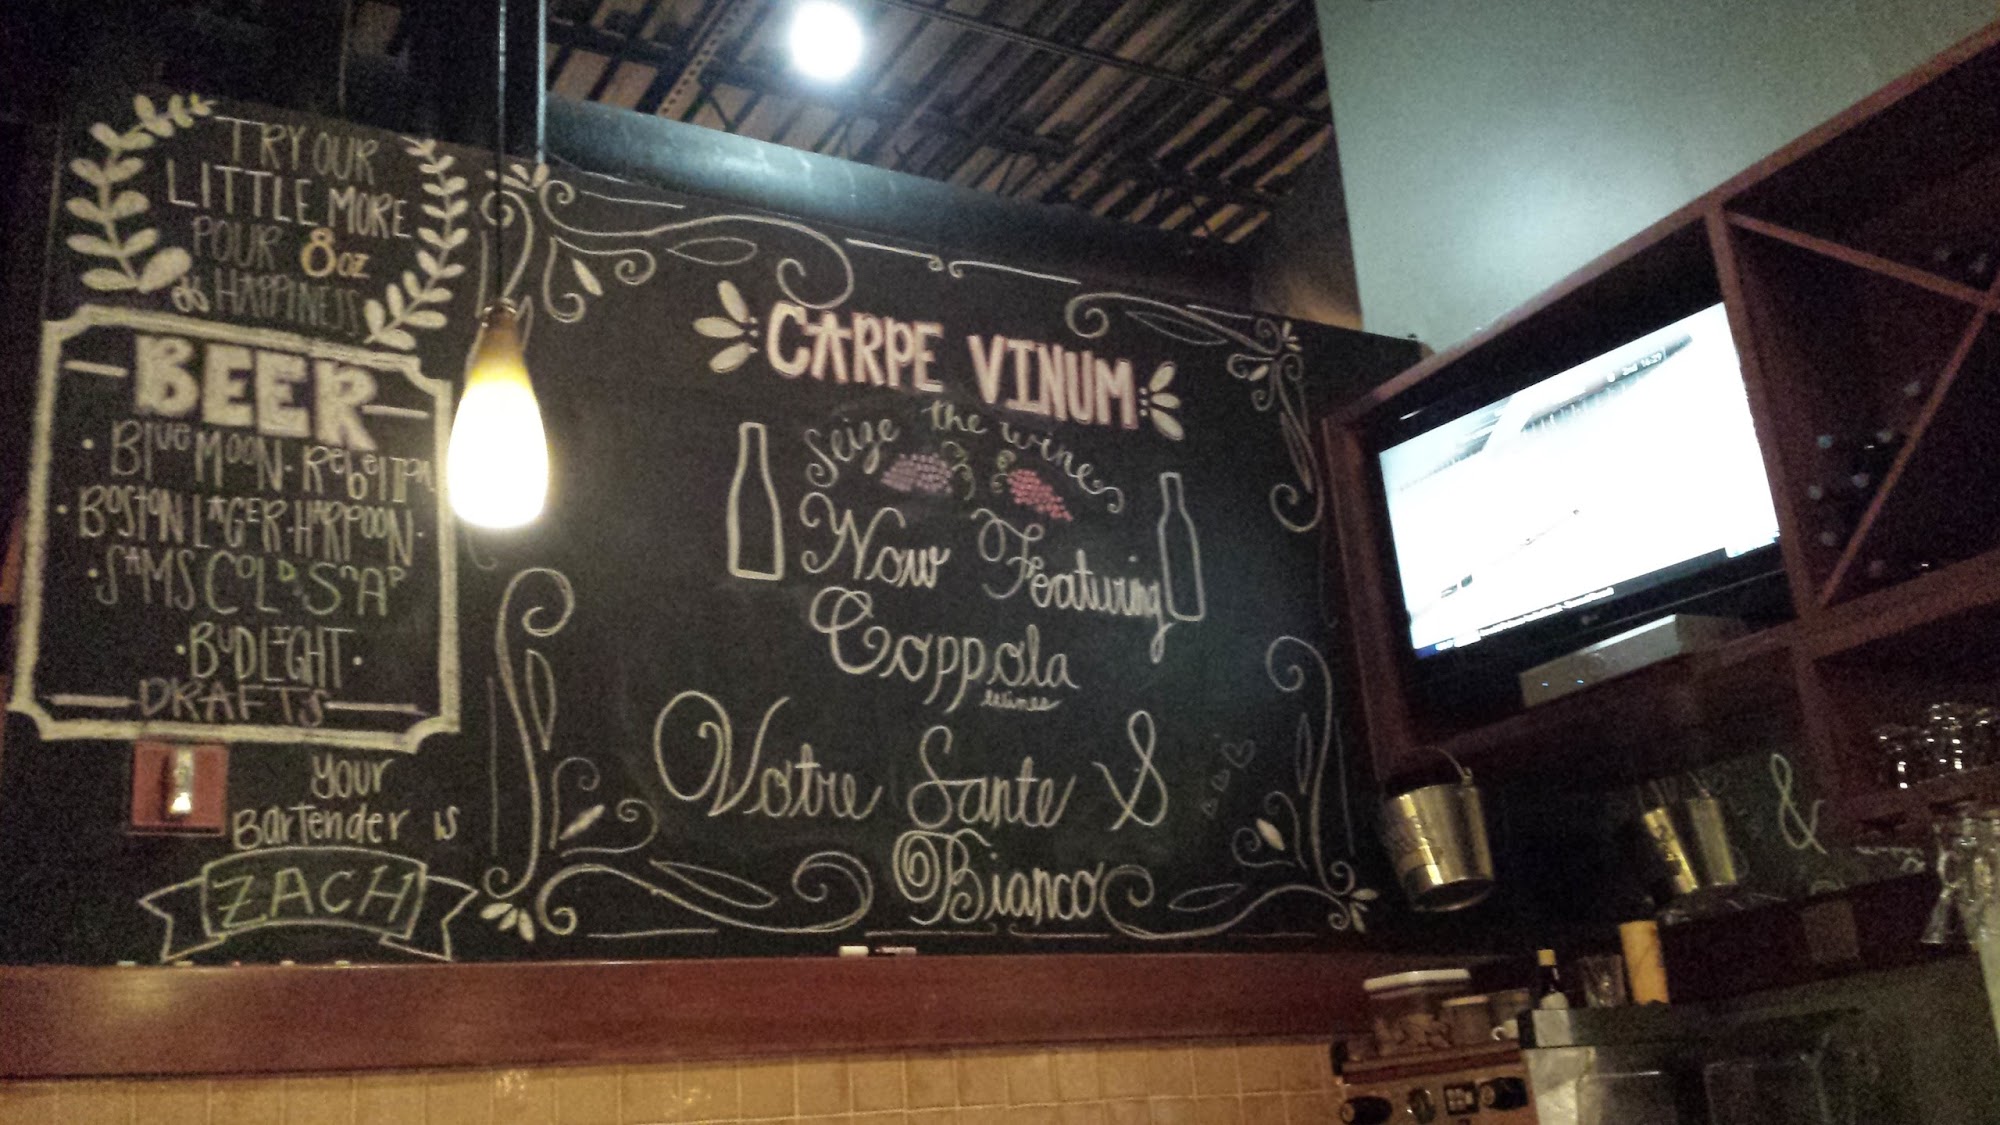 TRY OUR
LITTLE MORE
POUR 8oz
of HAPPINESS
BEER
• Blue MOON • Rebel IPA
• BOSTON LAGER • HARPOON •
• SAMS COLD SNAP
• BUD LIGHT •
DRAFTS
YOUR
Bartender is
ZACH
CARPE VINUM
Seize the wine
Now Featuring
Coppola
Wines
Votre Sante &
Bianco
&